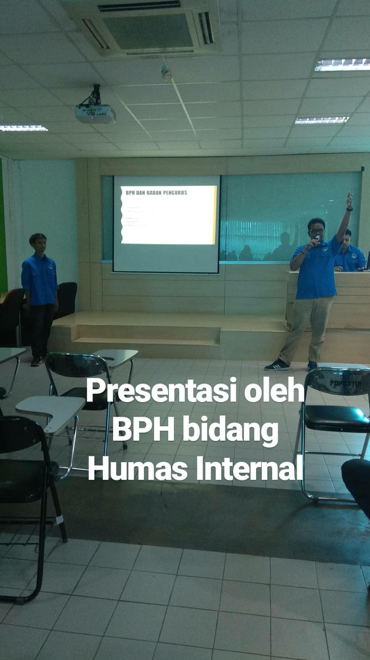 BPH DAN BADAN PENGURUS
Presentasi oleh
BPH bidang
Humas Internal